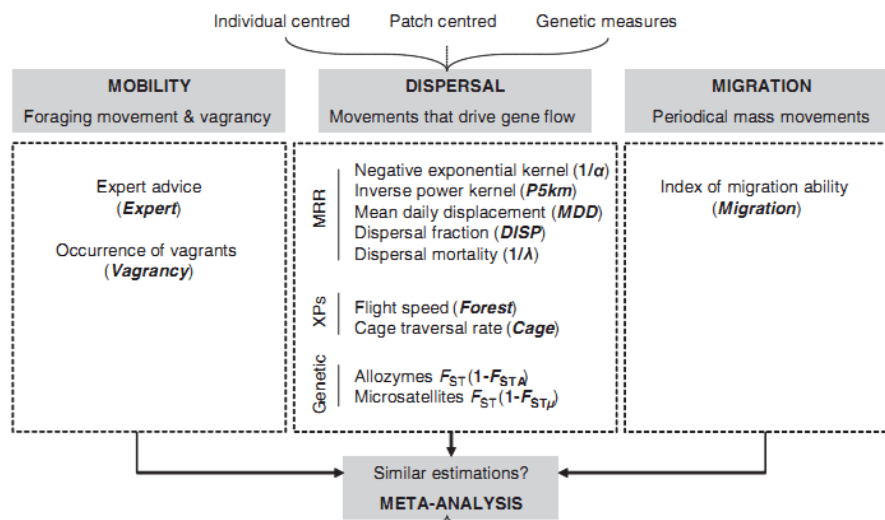 Individual centred Patch centred Genetic measures
MOBILITY
Foraging movement & vagrancy
DISPERSAL
Movements that drive gene flow
MIGRATION
Periodical mass movements
Expert advice
(Expert)
Occurrence of vagrants
(Vagrancy)
MRR
Negative exponential kernel (1/α)
Inverse power kernel (P5km)
Mean daily displacement (MDD)
Dispersal fraction (DISP)
Dispersal mortality (1/λ)
XPs
Flight speed (Forest)
Cage traversal rate (Cage)
Genetic
Allozymes FST(1-FSTA)
Microsatellites FST(1-FSTμ)
Index of migration ability
(Migration)
Similar estimations?
META-ANALYSIS